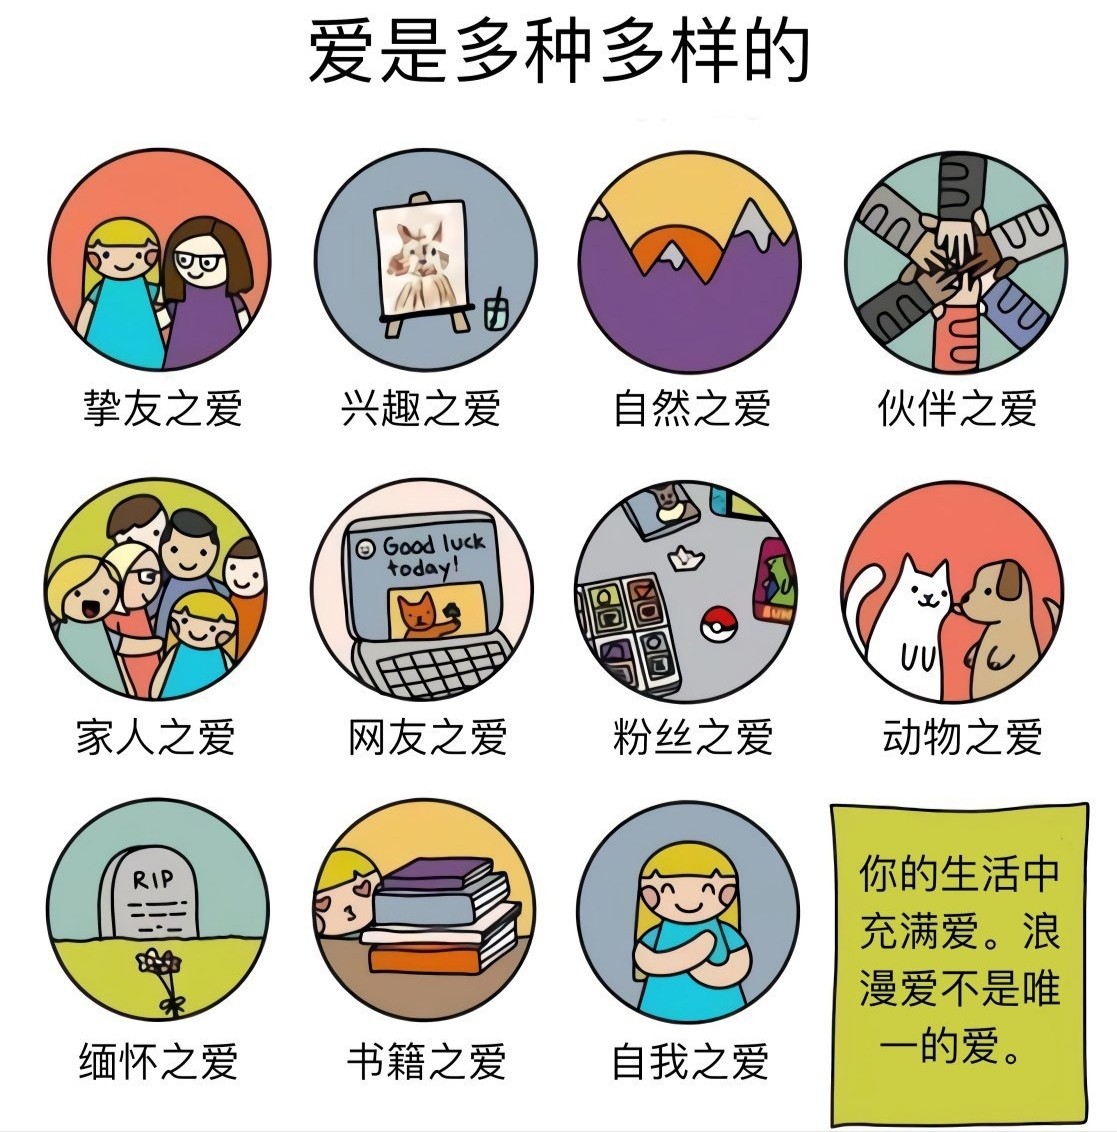 爱是多种多样的
挚友之爱
兴趣之爱
自然之爱
伙伴之爱
Good luck
today!
家人之爱
网友之爱
粉丝之爱
动物之爱
RIP
你的生活中
充满爱。浪
漫爱不是唯
一的爱。
缅怀之爱
书籍之爱
自我之爱